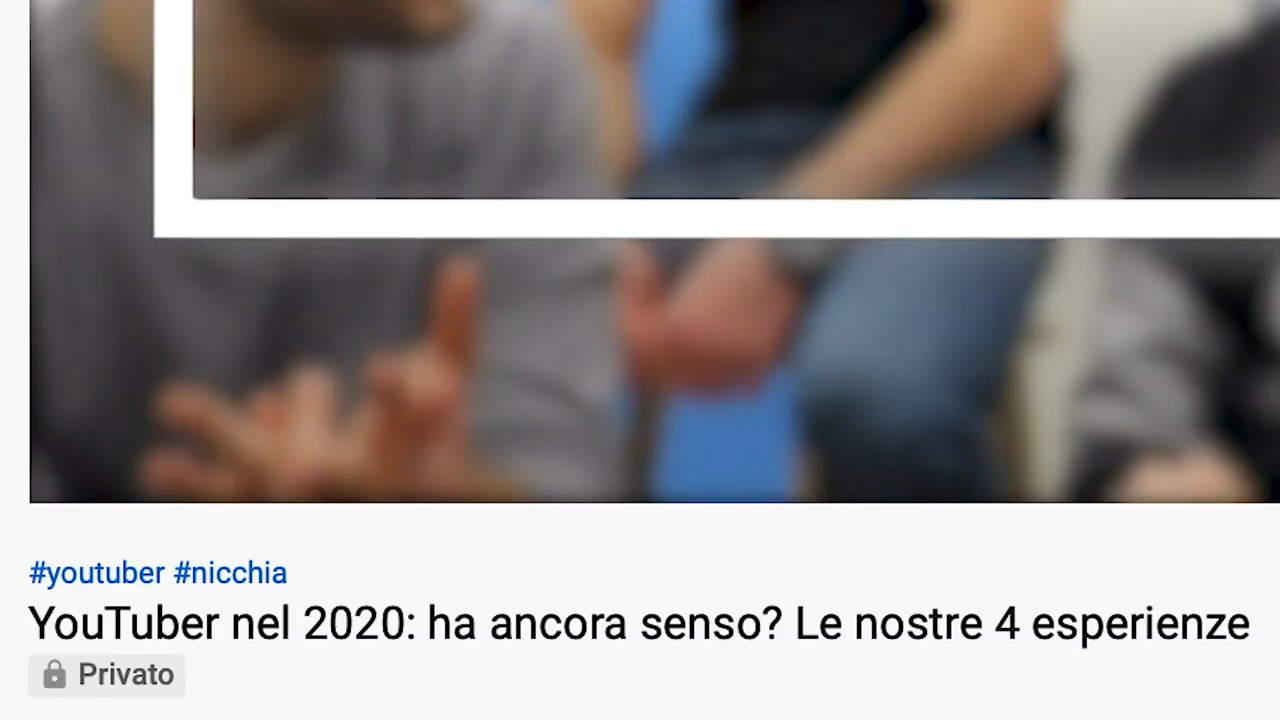 #youtuber #nicchia
YouTuber nel 2020: ha ancora senso? Le nostre 4 esperienze
Privato